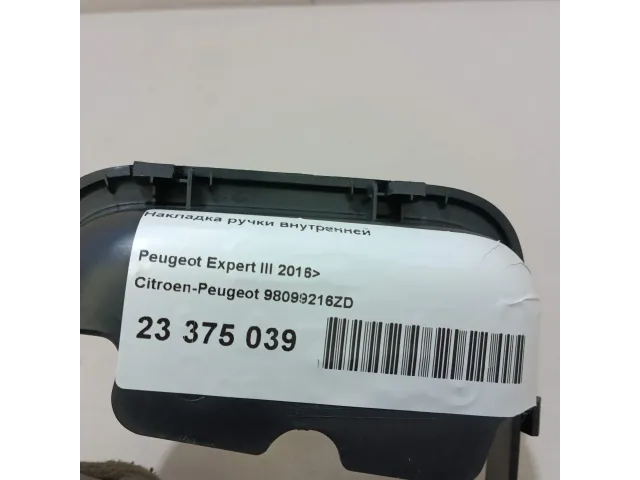 Накладка ручки внутренней
Peugeot Expert III 2016>
Citroen-Peugeot 98099216ZD
23 375 039